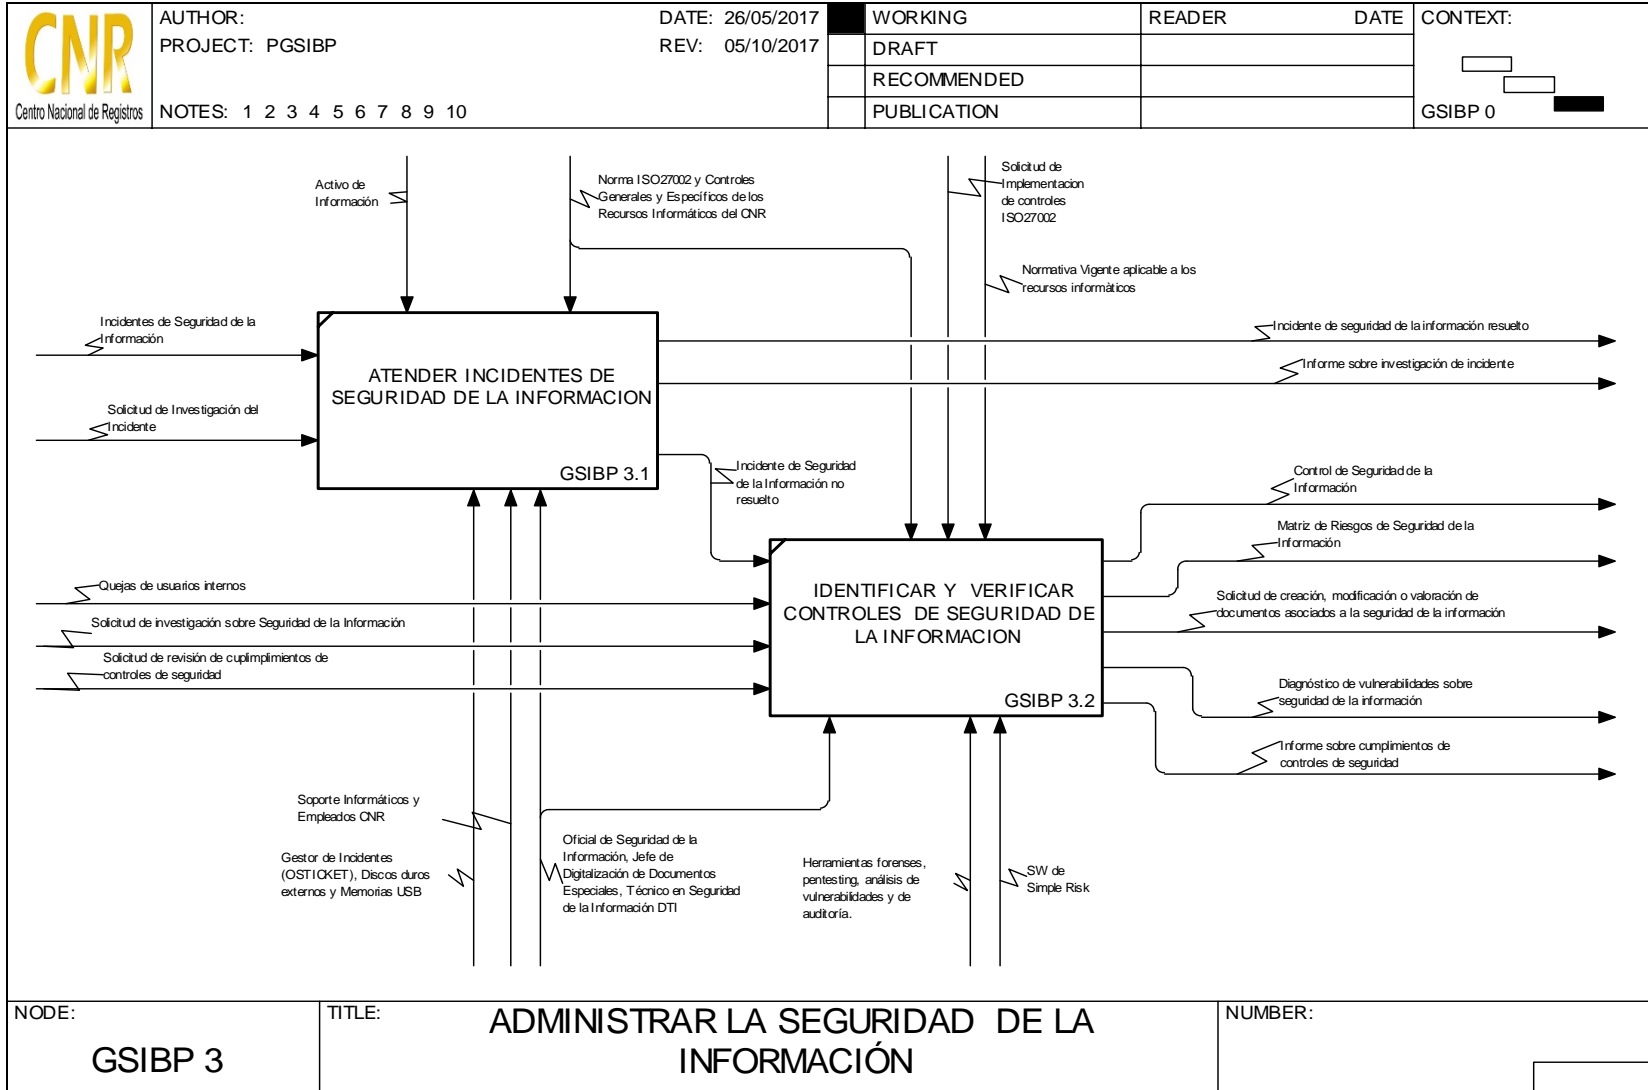 CNR
Centro Nacional de Registros
AUTHOR:
DATE: 26/05/2017
PROJECT: PGSIBP
REV: 05/10/2017
NOTES: 1 2 3 4 5 6 7 8 9 10
WORKING
DRAFT
RECOMMENDED
PUBLICATION
READER DATE
CONTEXT:
GSIBP 0
Activo de
Información
Norma ISO27002 y Controles
Generales y Específicos de los
Recursos Informáticos del CNR
Solicitud de
Implementacion
de controles
ISO27002
Normativa Vigente aplicable a los
recursos informàticos
Incidentes de Seguridad de la
Información
Solicitud de Investigación del
Incidente
ATENDER INCIDENTES DE
SEGURIDAD DE LA INFORMACION
GSIBP 3.1
Incidente de seguridad de la información resuelto
Informe sobre investigación de incidente
Incidente de Seguridad
de la Información no
resuelto
Control de Seguridad de la
Información
Matriz de Riesgos de Seguridad de la
Información
Quejas de usuarios internos
Solicitud de investigación sobre Seguridad de la Información
Solicitud de revisión de cuplimplimientos de
controles de seguridad
IDENTIFICAR Y VERIFICAR
CONTROLES DE SEGURIDAD DE
LA INFORMACION
GSIBP 3.2
Solicitud de creación, modificación o valoración de
documentos asociados a la seguridad de la información
Diagnóstico de vulnerabilidades sobre
seguridad de la información
Informe sobre cumplimientos de
controles de seguridad
Soporte Informáticos y
Empleados CNR
Gestor de Incidentes
(OSTICKET), Discos duros
externos y Memorias USB
Oficial de Seguridad de la
Información, Jefe de
Digitalización de Documentos
Especiales, Técnico en Seguridad
de la Información DTI
Herramientas forenses,
pentesting, análisis de
vulnerabilidades y de
auditoría.
SW de
Simple Risk
NODE:
GSIBP 3
TITLE:
ADMINISTRAR LA SEGURIDAD DE LA
INFORMACIÓN
NUMBER: